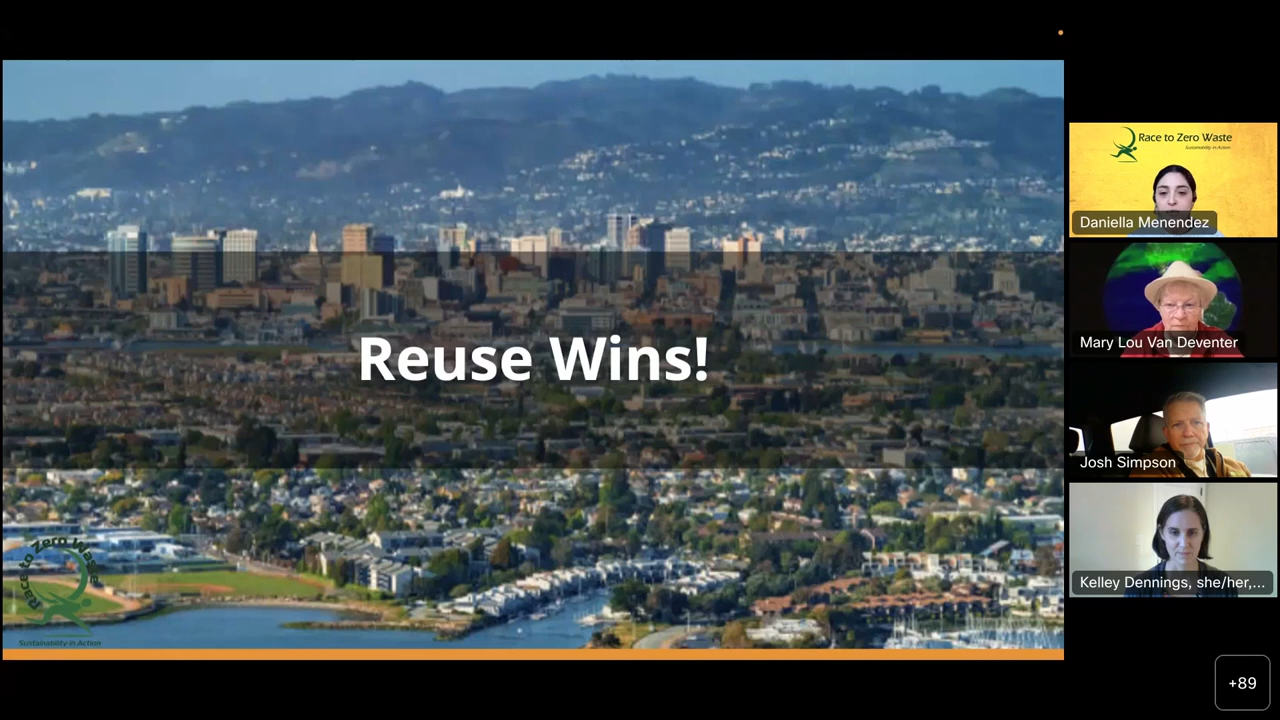 Reuse Wins!
Race to Zero Waste
Sustainability in Action
Race to Zero Waste
Sustainability in Action
Daniella Menendez
Mary Lou Van Deventer
Josh Simpson
Kelley Dennings, she/her,...
+89